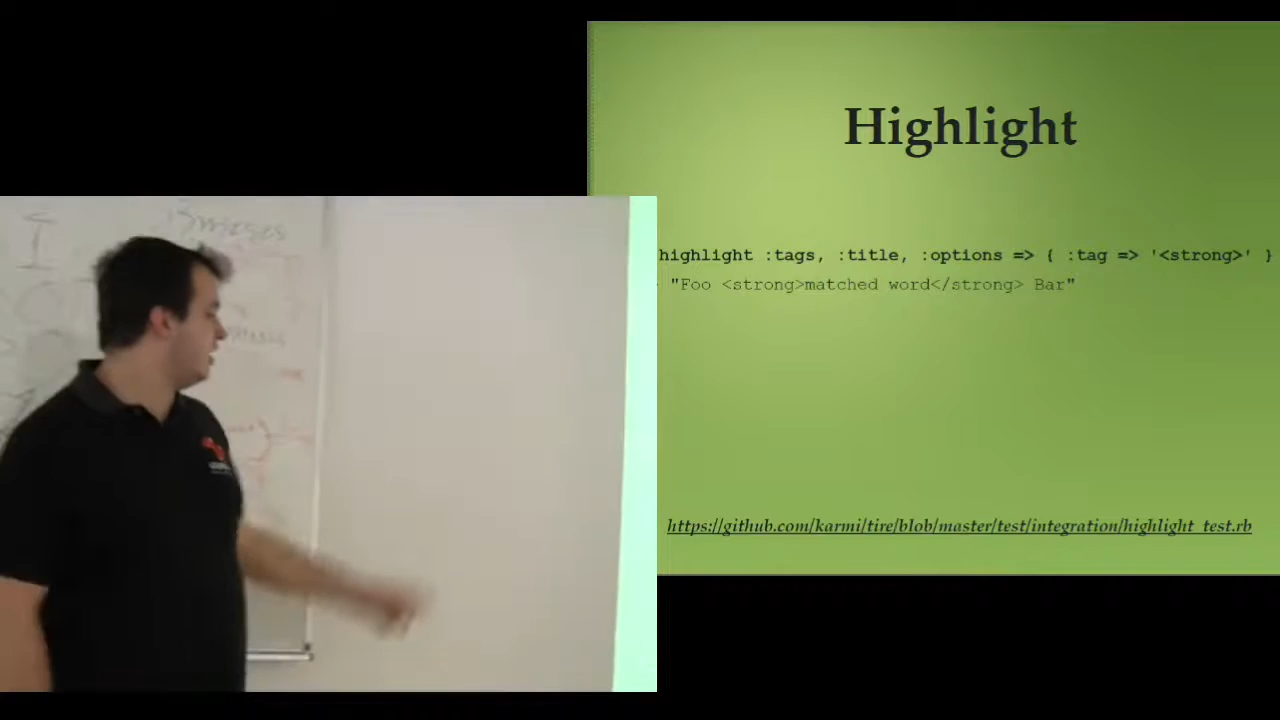 Highlight
highlight :tags, :title, :options => { :tag => '<strong>' }
"Foo <strong>matched word</strong> Bar"
https://github.com/karmi/tire/blob/master/test/integration/highlight_test.rb